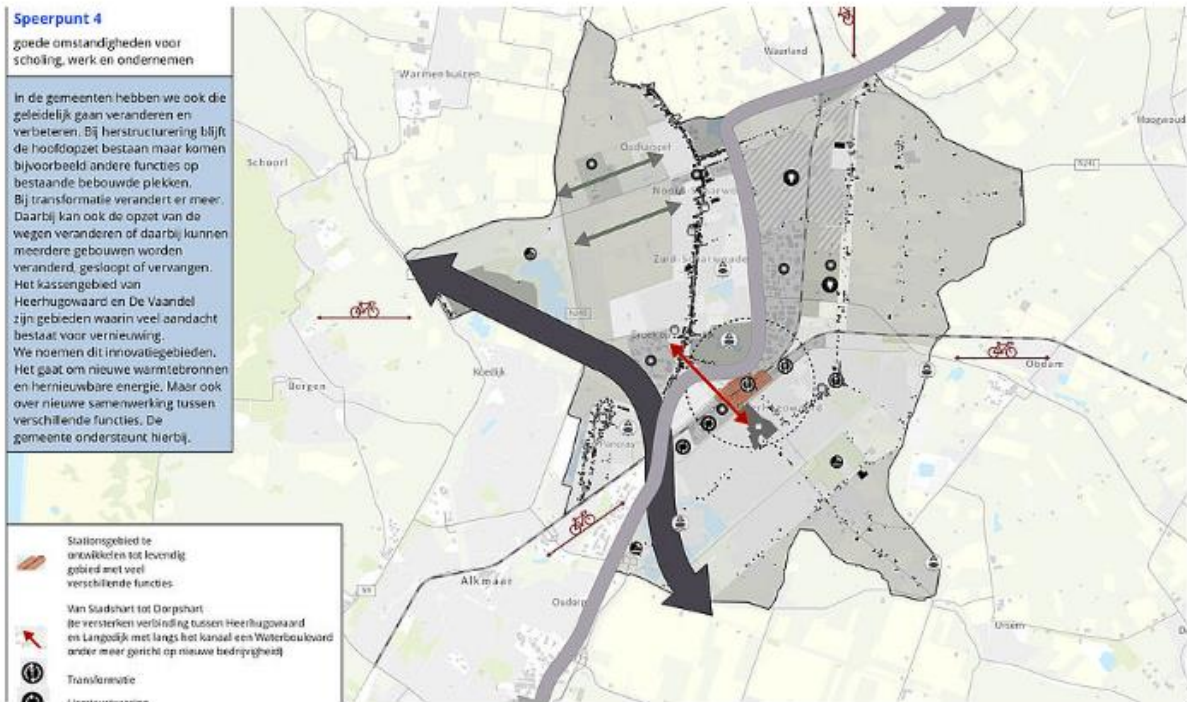 Speerpunt 4
goede omstandigheden voor
scholing, werk en ondernemen
In de gemeenten hebben we ook die
geleidelijk gaan veranderen en
verbeteren. Bij herstructurering blijft
de hoofdopzet bestaan maar komen
bijvoorbeeld andere functies op
bestaande bebouwde plekken.
Bij transformatie verandert er meer.
Daarbij kan ook de opzet van de
wegen veranderen of daarbij kunnen
meerdere gebouwen worden
veranderd, gesloopt of vervangen.
Het kassengebied van
Heerhugowaard en De Vaandel
zijn gebieden waarin veel aandacht
bestaat voor vernieuwing.
We noemen dit innovatiegebieden.
Het gaat om nieuwe warmtebronnen
en hernieuwbare energie. Maar ook
over nieuwe samenwerking tussen
verschillende functies. De
gemeente ondersteunt hierbij.
Waarland
Warmenhuizen
Hoogwoud
Schoorl
Oudkarspel
N241
Zuid-Scharwoude
Koedijk
Bergen
Obdam
Alkmaar
Oudorp
Ursem
Stationsgebied te
ontwikkelen tot levendig
gebied met veel
verschillende functies
Van Stadshart tot Dorpshart
(te versterken verbinding tussen Heerhugowaard
en Langedijk met langs het kanaal een Waterboulevard
onder meer gericht op nieuwe bedrijvigheid)
Transformatie